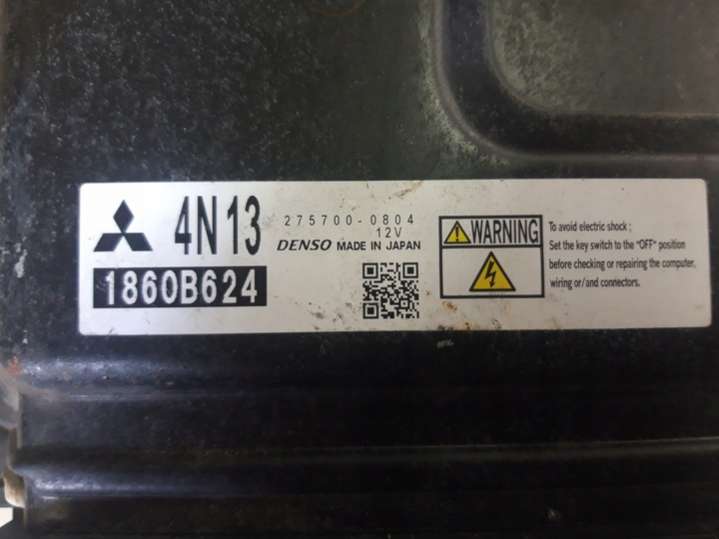 4N13
1860B624
275700-0804
12V
DENSO MADE IN JAPAN
WARNING
To avoid electric shock ;
Set the key switch to the "OFF" position
before checking or repairing the computer,
wiring or/and connectors.